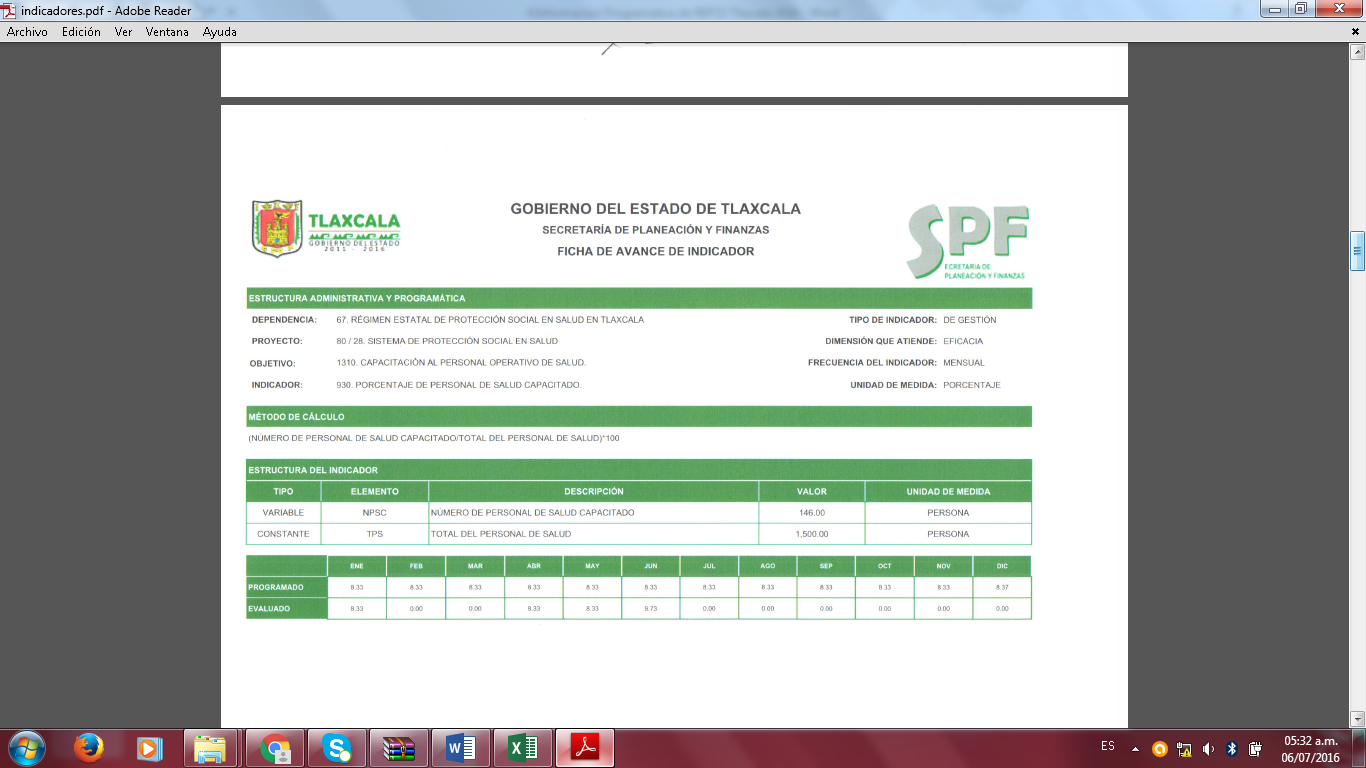 indicadores.pdf - Adobe Reader
Archivo Edición Ver Ventana Ayuda
TLAXCALA
GOBIERNO DEL ESTADO
2011 - 2016
GOBIERNO DEL ESTADO DE TLAXCALA
SECRETARÍA DE PLANEACIÓN Y FINANZAS
FICHA DE AVANCE DE INDICADOR
SPF
ECRETARIA DE
PLANEACIÓN Y FINANZAS
ESTRUCTURA ADMINISTRATIVA Y PROGRAMÁTICA
DEPENDENCIA: 67. RÉGIMEN ESTATAL DE PROTECCIÓN SOCIAL EN SALUD EN TLAXCALA TIPO DE INDICADOR: DE GESTIÓN
PROYECTO: 80 / 28. SISTEMA DE PROTECCIÓN SOCIAL EN SALUD DIMENSIÓN QUE ATIENDE: EFICACIA
OBJETIVO: 1310. CAPACITACIÓN AL PERSONAL OPERATIVO DE SALUD. FRECUENCIA DEL INDICADOR: MENSUAL
INDICADOR: 930. PORCENTAJE DE PERSONAL DE SALUD CAPACITADO. UNIDAD DE MEDIDA: PORCENTAJE
MÉTODO DE CÁLCULO
(NÚMERO DE PERSONAL DE SALUD CAPACITADO/TOTAL DEL PERSONAL DE SALUD)*100
ESTRUCTURA DEL INDICADOR
TIPO ELEMENTO DESCRIPCIÓN VALOR UNIDAD DE MEDIDA
VARIABLE NPSC NÚMERO DE PERSONAL DE SALUD CAPACITADO 146.00 PERSONA
CONSTANTE TPS TOTAL DEL PERSONAL DE SALUD 1,500.00 PERSONA
ENE FEB MAR ABR MAY JUN JUL AGO SEP OCT NOV DIC
PROGRAMADO 8.33 8.33 8.33 8.33 8.33 8.33 8.33 8.33 8.33 8.33 8.33 8.37
EVALUADO 8.33 0.00 0.00 8.33 8.33 9.73 0.00 0.00 0.00 0.00 0.00 0.00
ES
05:32 a.m.
06/07/2016